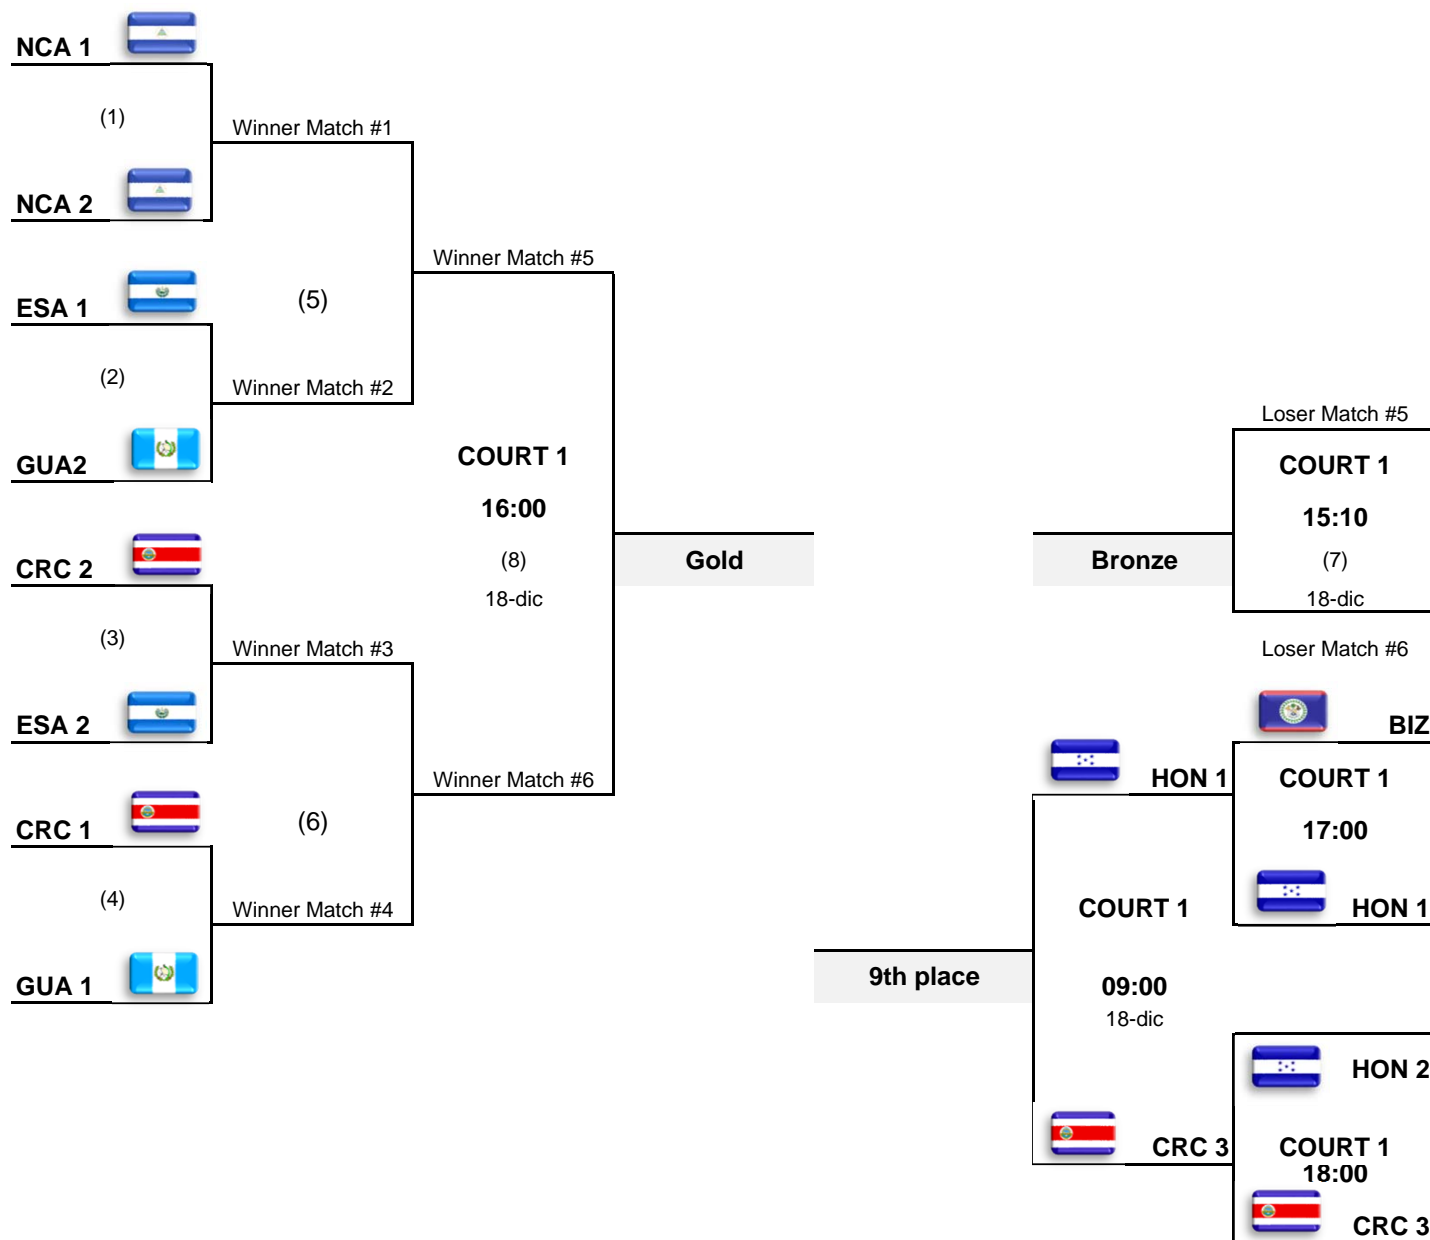 NCA 1
(1)
Winner Match #1
NCA 2
Winner Match #5
ESA 1
(5)
(2)
Winner Match #2
GUA2
COURT 1
16:00
(8)
18-dic
Gold
CRC 2
(3)
Winner Match #3
ESA 2
Winner Match #6
CRC 1
(6)
(4)
Winner Match #4
GUA 1
Loser Match #5
COURT 1
15:10
(7)
18-dic
Bronze
Loser Match #6
BIZ
HON 1
COURT 1
17:00
HON 1
COURT 1
9th place
09:00
18-dic
HON 2
CRC 3
COURT 1
18:00
CRC 3